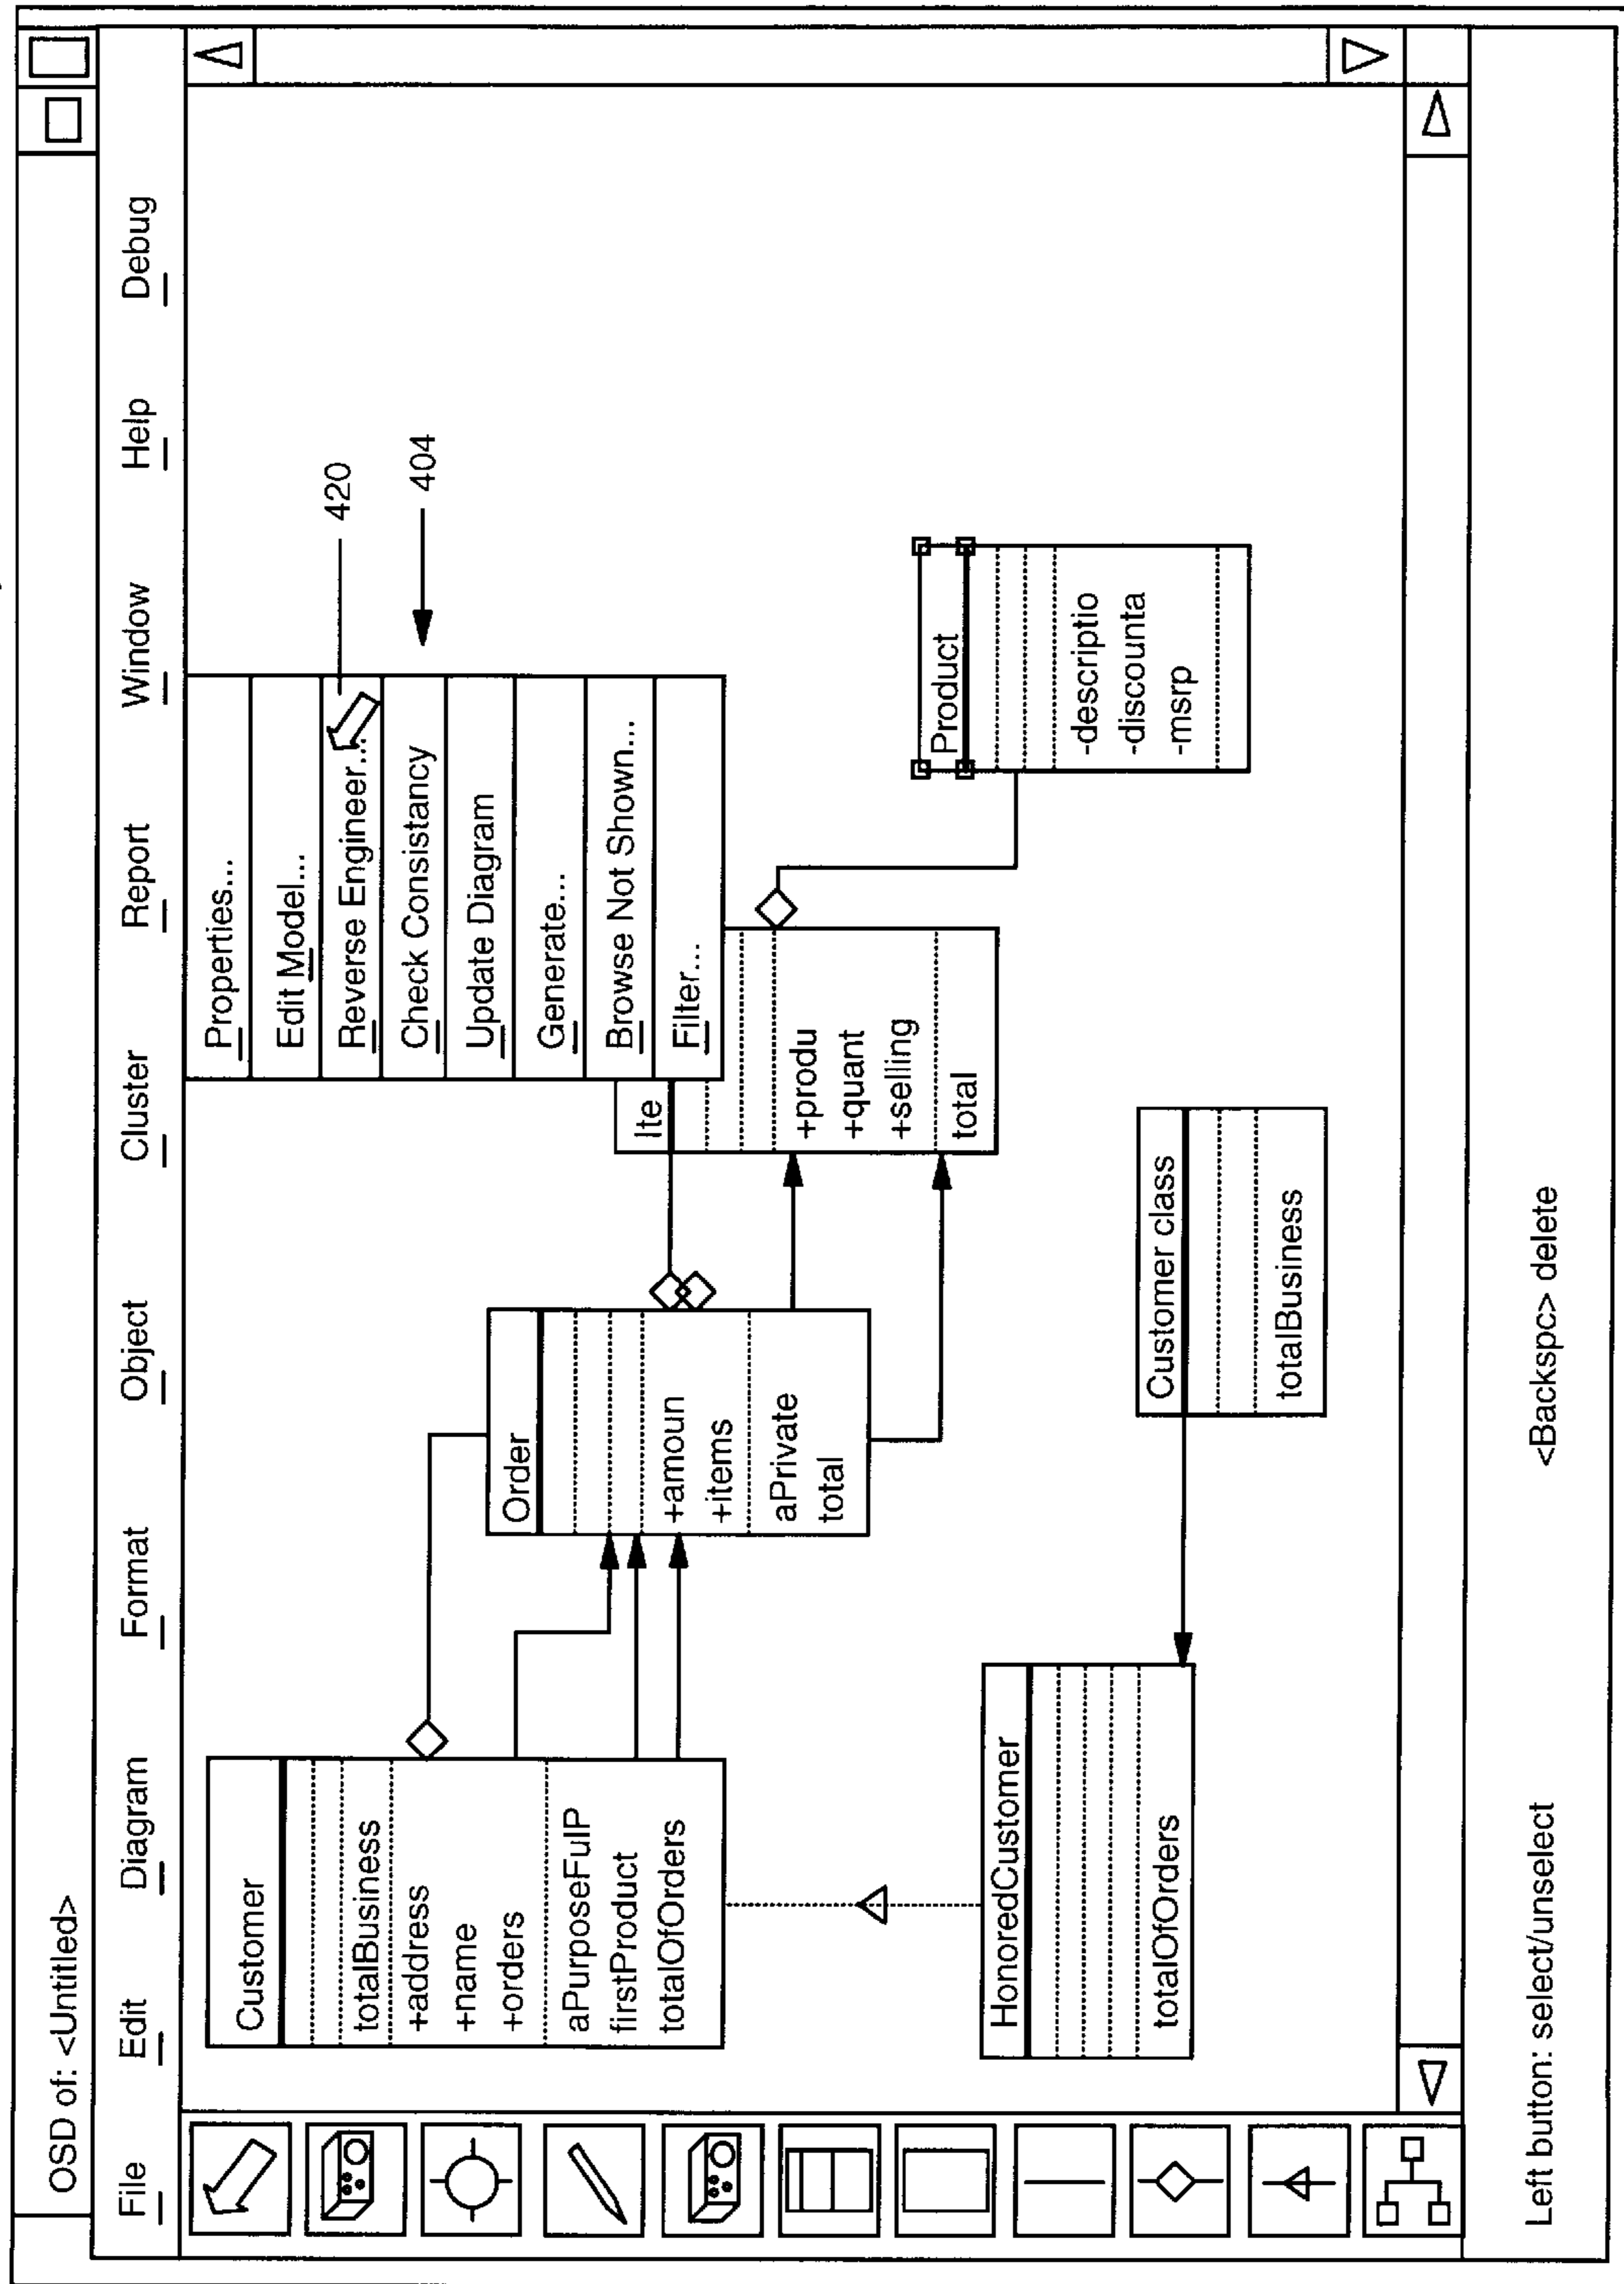 OSD of: <Untitled>
File Edit Diagram Format Object Cluster Report Window Help Debug
Properties...
Edit Model...
Reverse Engineer...
420
Check Consistancy
404
Update Diagram
Generate...
Browse Not Shown...
Filter...
Customer
totalBusiness
+address
+name
+orders
aPurposeFulP
firstProduct
totalOfOrders
Order
+amoun
+items
aPrivate
total
Ite
+produ
+quant
+selling
total
Product
-descriptio
-discounta
-msrp
HonoredCustomer
totalOfOrders
Customer class
totalBusiness
Left button: select/unselect <Backspc> delete